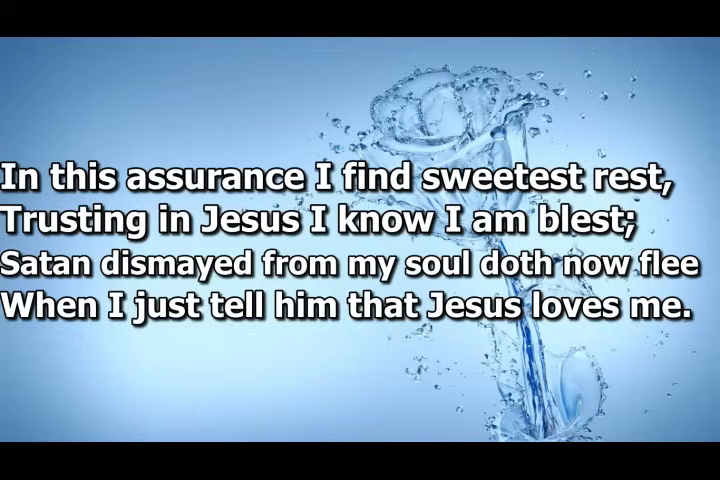 In this assurance I find sweetest rest,
Trusting in Jesus I know I am blest;
Satan dismayed from my soul doth now flee
When I just tell him that Jesus loves me.